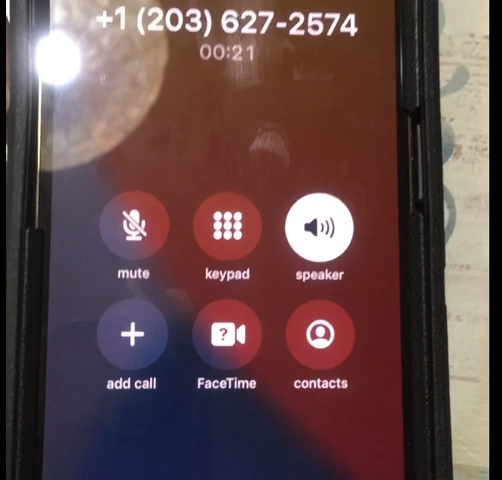 +1 (203) 627-2574
00:21
mute keypad speaker
?
add call FaceTime contacts